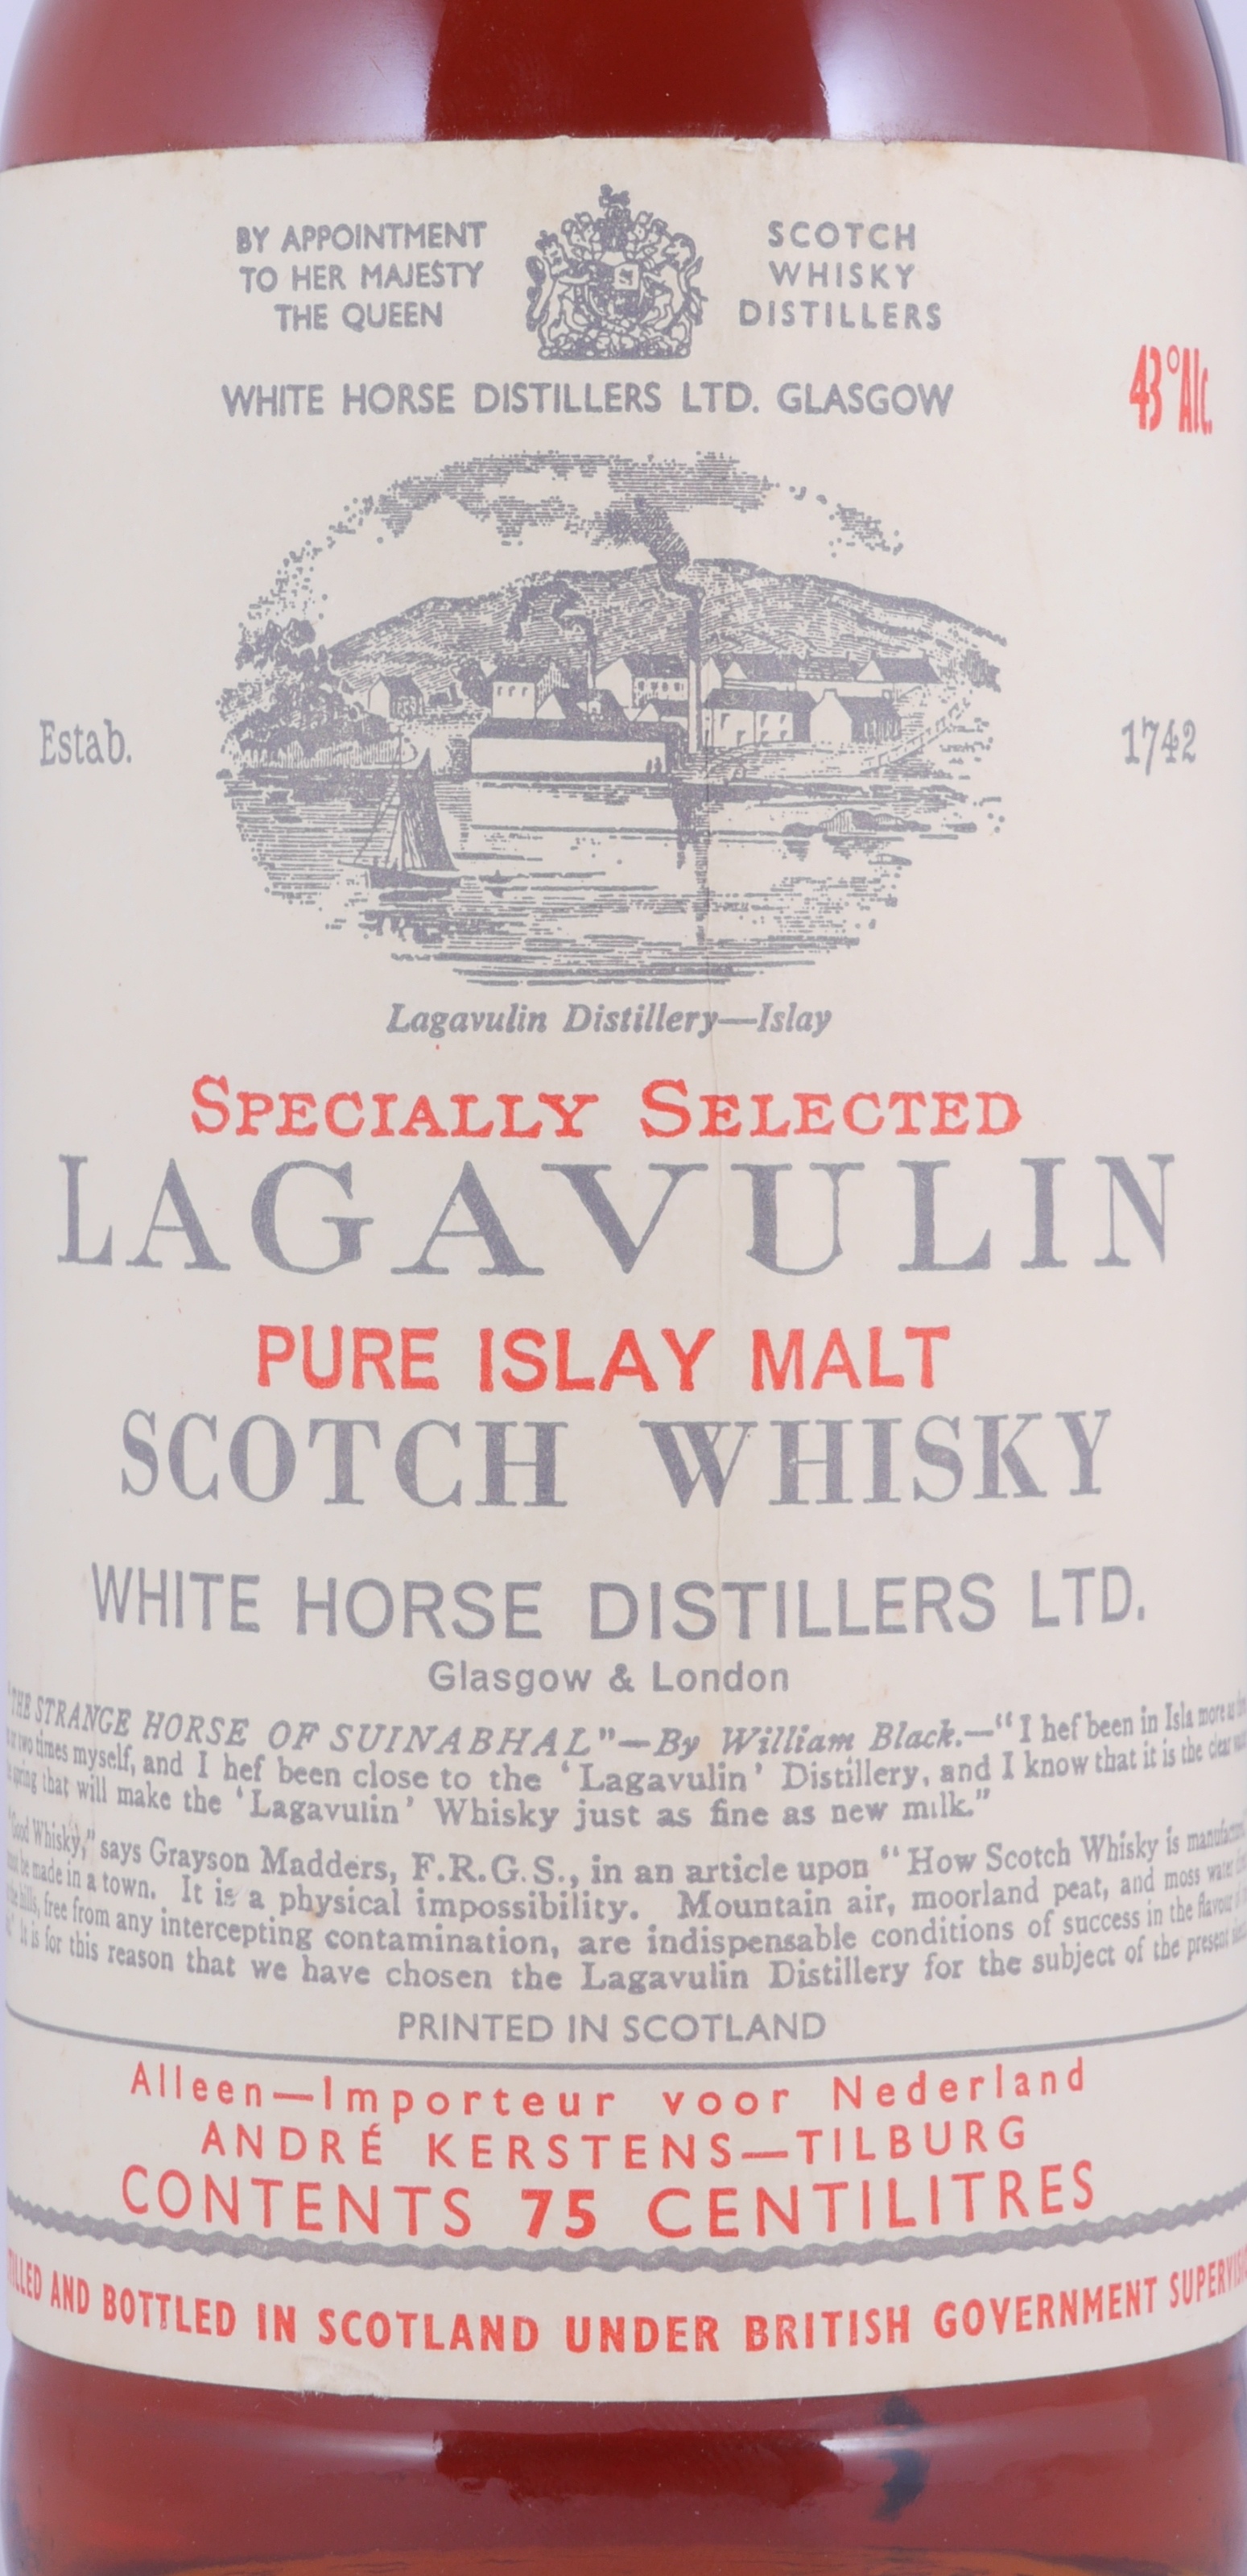 BY APPOINTMENT
TO HER MAJESTY
THE QUEEN
SCOTCH
WHISKY
DISTILLERS
WHITE HORSE DISTILLERS LTD. GLASGOW
43°Alc.
Estab.
1742
Lagavulin Distillery—Islay
SPECIALLY SELECTED
LAGAVULIN
PURE ISLAY MALT
SCOTCH WHISKY
WHITE HORSE DISTILLERS LTD.
Glasgow & London
"THE STRANGE HORSE OF SUINABHAL"—By William Black.—"I hef been in Isla more
or two times myself, and I hef been close to the 'Lagavulin' Distillery, and I know that it is the clear
spring that will make the 'Lagavulin' Whisky just as fine as new milk."
"Good Whisky," says Grayson Madders, F.R.G.S., in an article upon "How Scotch Whisky is
be made in a town. It is a physical impossibility. Mountain air, moorland peat, and moss water
hills, free from any intercepting contamination, are indispensable conditions of success in the flavour
It is for this reason that we have chosen the Lagavulin Distillery for the subject of the present
PRINTED IN SCOTLAND
Alleen—Importeur voor Nederland
ANDRÉ KERSTENS—TILBURG
CONTENTS 75 CENTILITRES
AND BOTTLED IN SCOTLAND UNDER BRITISH GOVERNMENT